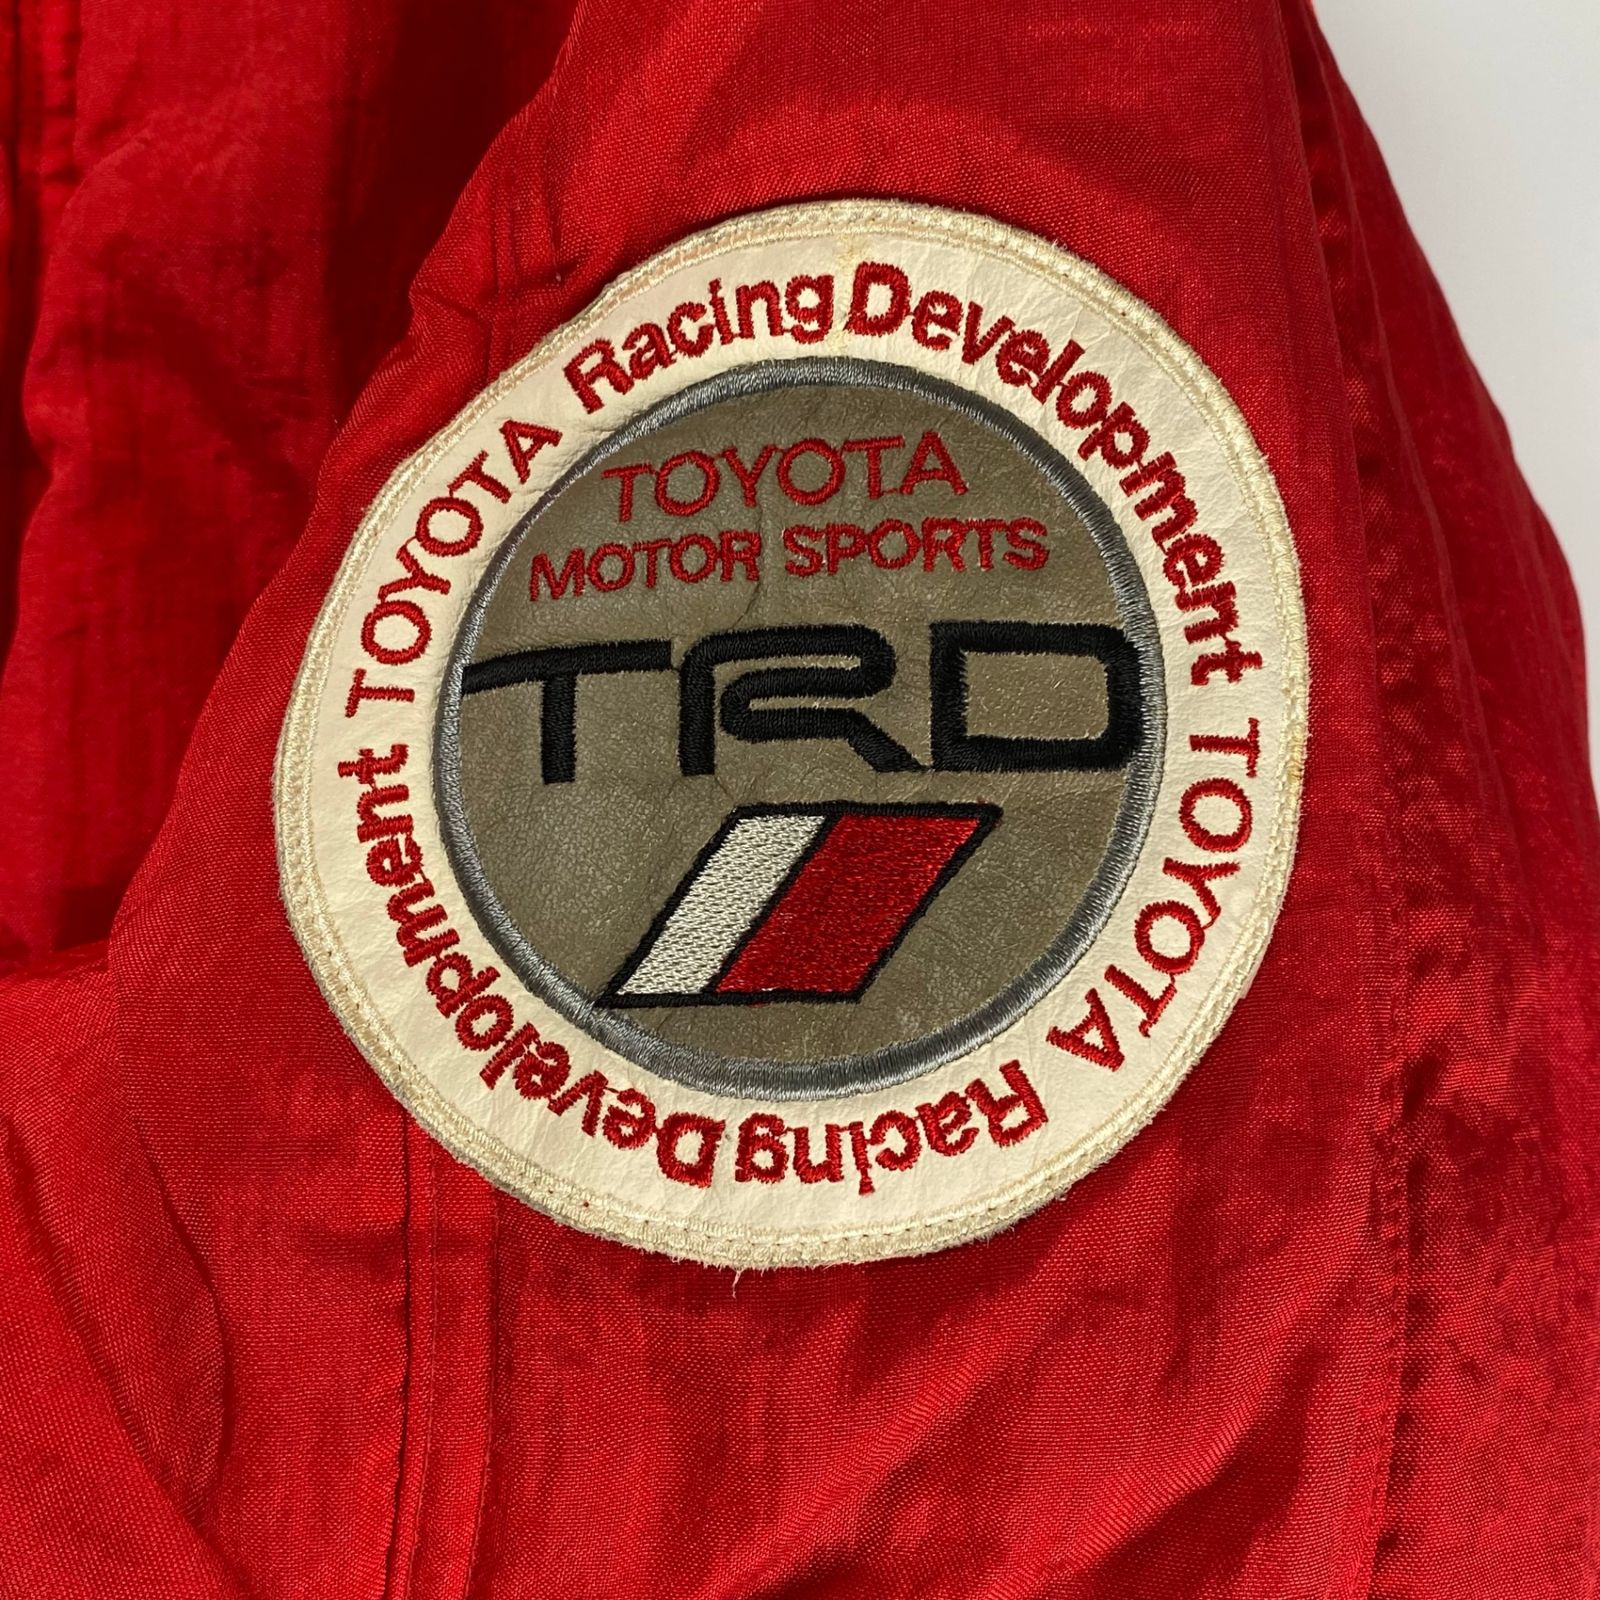 TOYOTA Racing Development TOYOTA Racing Development
TOYOTA
MOTOR SPORTS
TRD